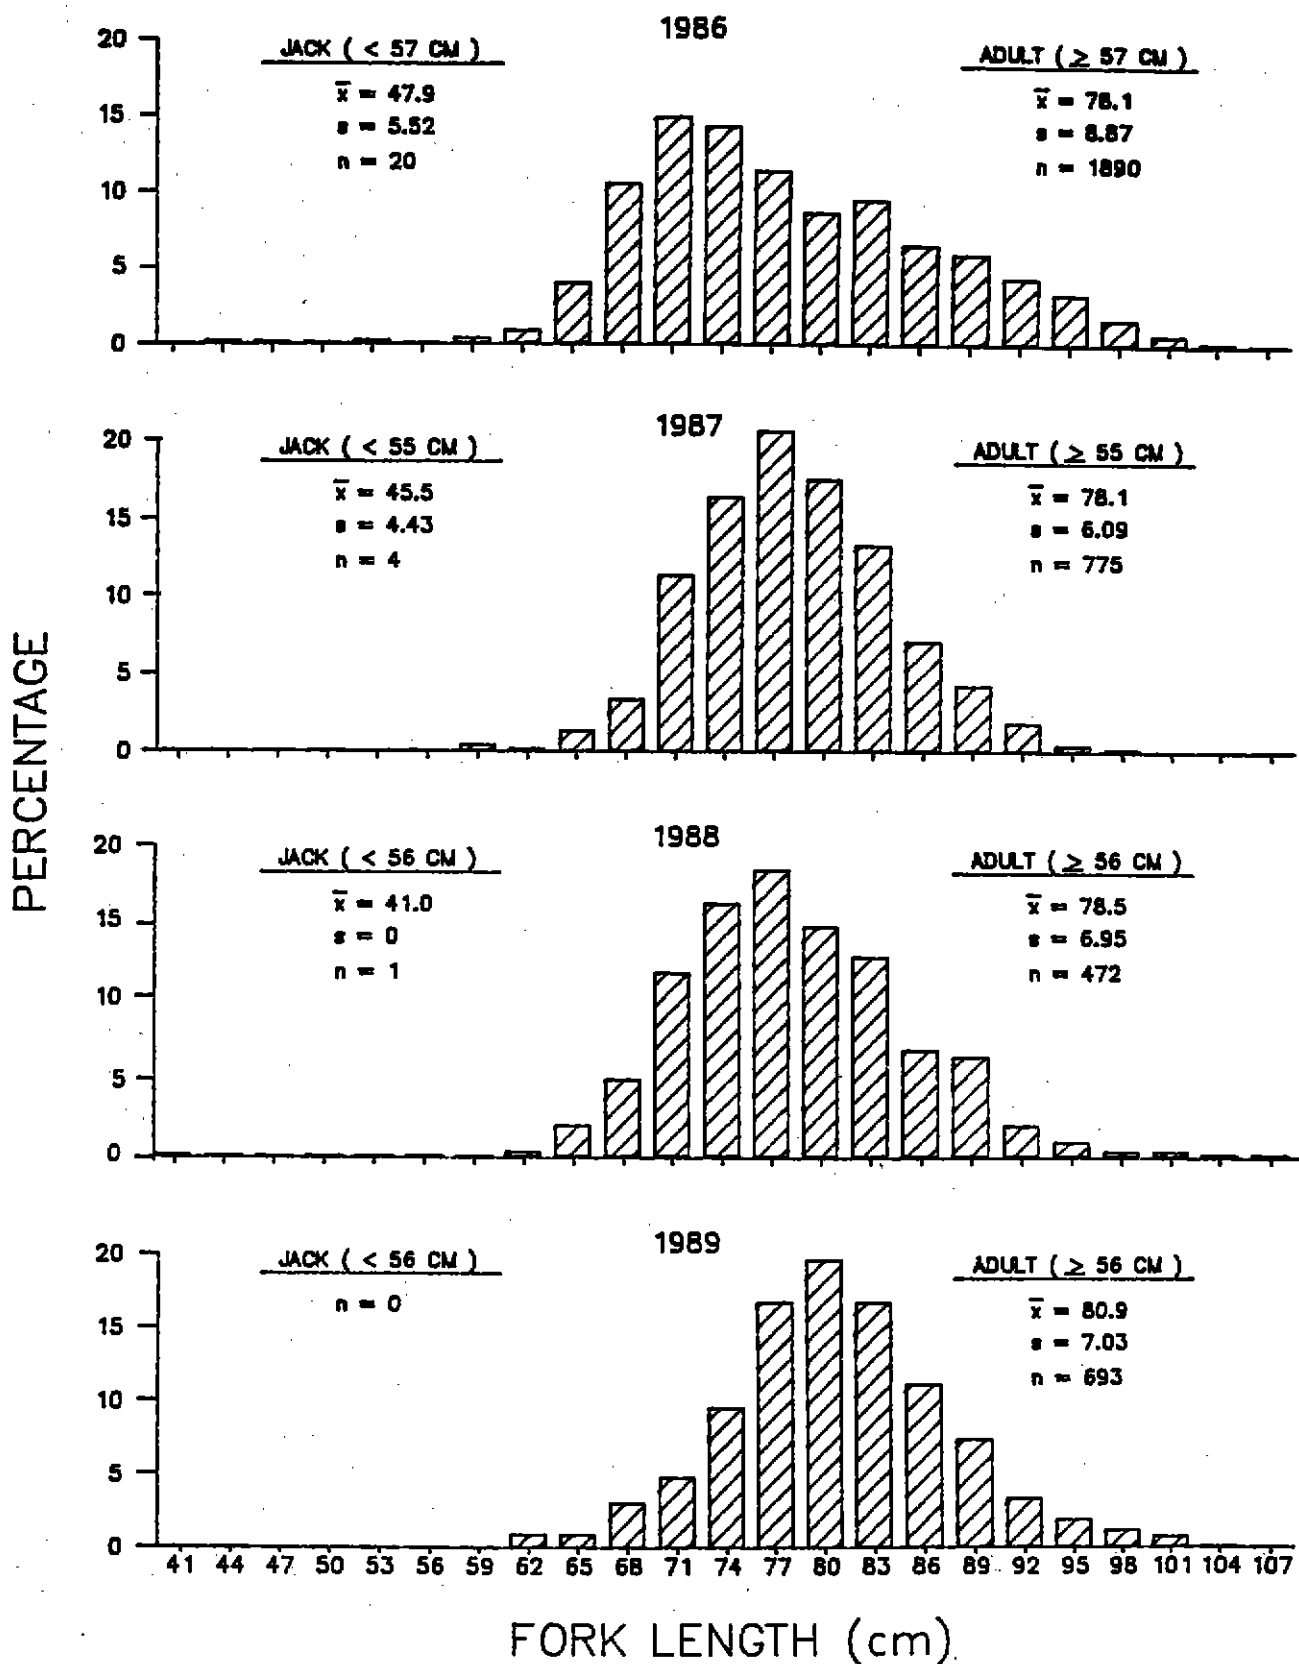 1986
JACK ( < 57 CM )
x̄ = 47.9
s = 5.52
n = 20
ADULT ( ≥ 57 CM )
x̄ = 78.1
s = 8.87
n = 1890
20
15
10
5
0
1987
JACK ( < 55 CM )
x̄ = 45.5
s = 4.43
n = 4
ADULT ( ≥ 55 CM )
x̄ = 78.1
s = 6.09
n = 775
20
15
10
5
0
PERCENTAGE
1988
JACK ( < 56 CM )
x̄ = 41.0
s = 0
n = 1
ADULT ( ≥ 56 CM )
x̄ = 78.5
s = 6.95
n = 472
20
15
10
5
0
1989
JACK ( < 56 CM )
n = 0
ADULT ( ≥ 56 CM )
x̄ = 80.9
s = 7.03
n = 693
20
15
10
5
0
41 44 47 50 53 56 59 62 65 68 71 74 77 80 83 86 89 92 95 98 101 104 107
FORK LENGTH (cm)